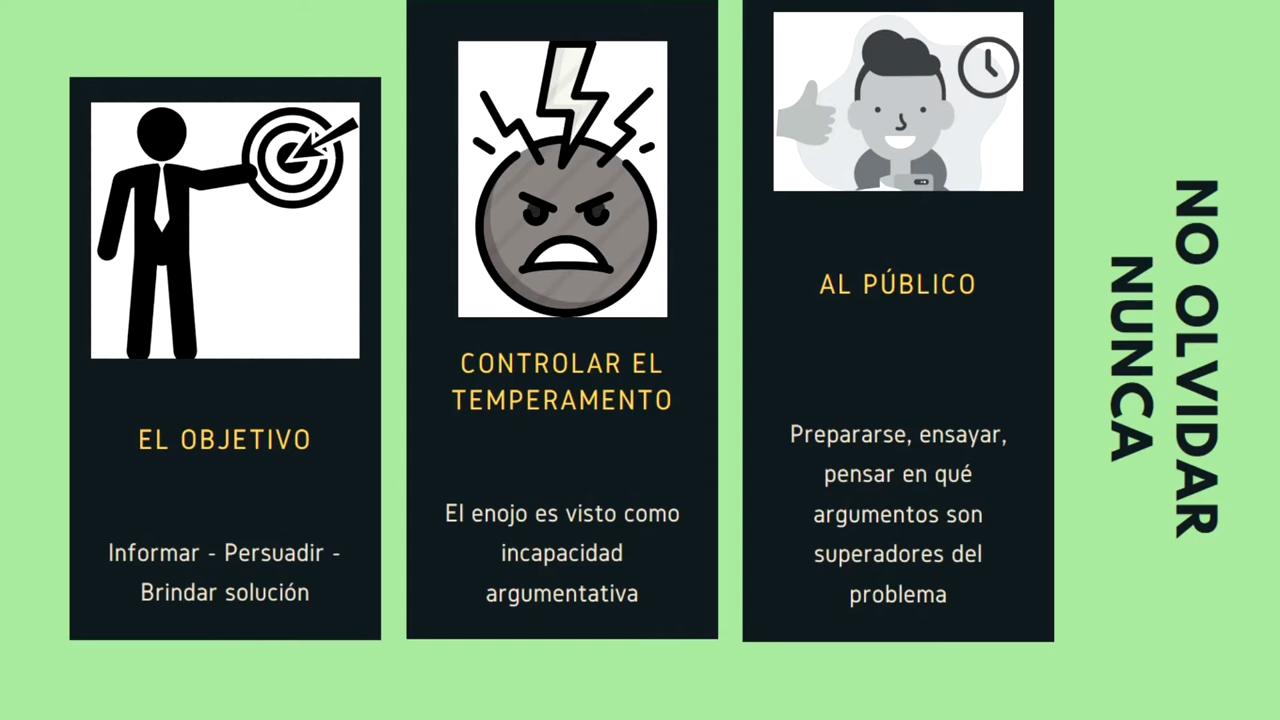 EL OBJETIVO
Informar - Persuadir -
Brindar solución
CONTROLAR EL
TEMPERAMENTO
El enojo es visto como
incapacidad
argumentativa
AL PÚBLICO
Prepararse, ensayar,
pensar en qué
argumentos son
superadores del
problema
NO OLVIDAR
NUNCA